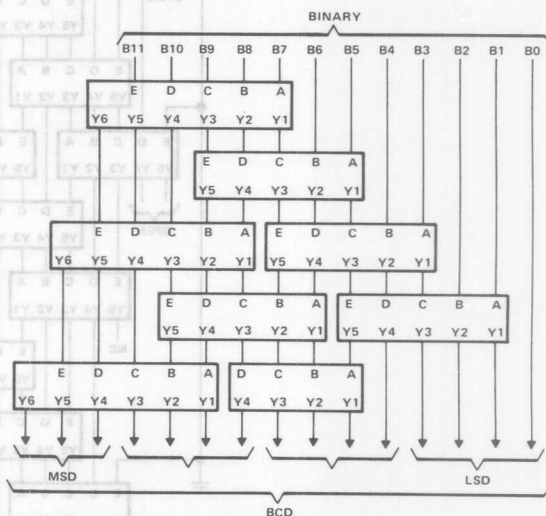 BINARY
B11 B10 B9 B8 B7 B6 B5 B4 B3 B2 B1 B0
E D C B A
Y6 Y5 Y4 Y3 Y2 Y1
E D C B A
Y5 Y4 Y3 Y2 Y1
E D C B A E D C B A
Y6 Y5 Y4 Y3 Y2 Y1 Y5 Y4 Y3 Y2 Y1
E D C B A E D C B A
Y5 Y4 Y3 Y2 Y1 Y5 Y4 Y3 Y2 Y1
E D C B A D C B A
Y6 Y5 Y4 Y3 Y2 Y1 Y4 Y3 Y2 Y1
MSD LSD
BCD